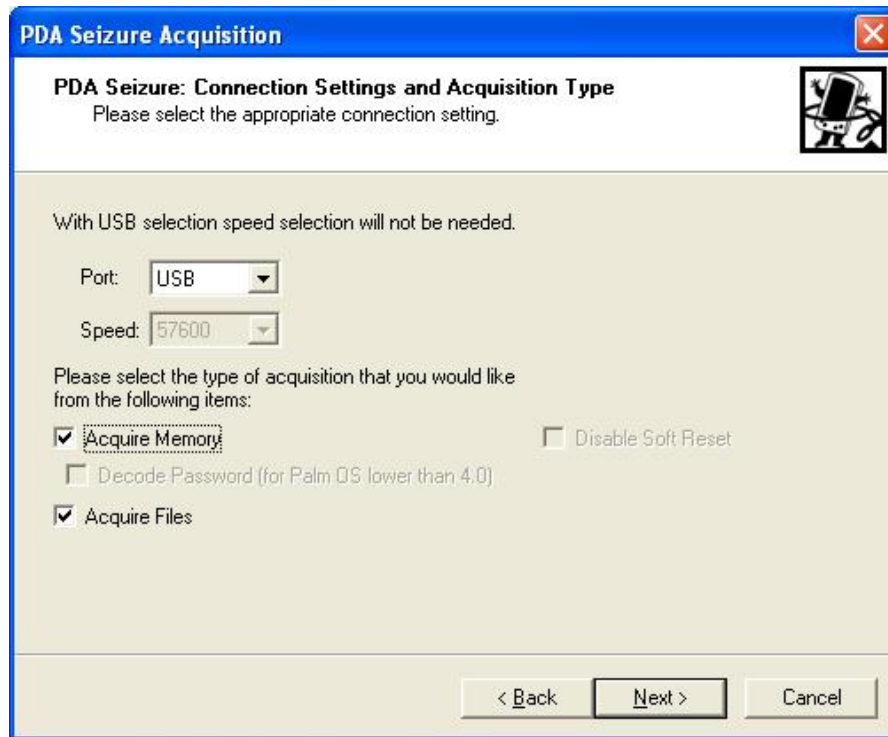 PDA Seizure Acquisition
PDA Seizure: Connection Settings and Acquisition Type
Please select the appropriate connection setting.
With USB selection speed selection will not be needed.
Port: USB
Speed: 57600
Please select the type of acquisition that you would like
from the following items:
Acquire Memory
Disable Soft Reset
Decode Password (for Palm OS lower than 4.0)
Acquire Files
< Back
Next >
Cancel